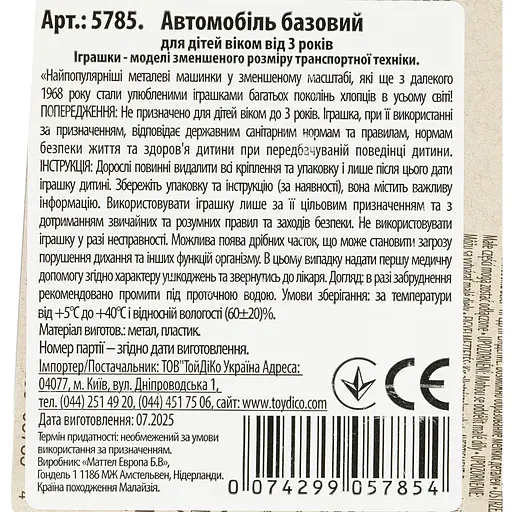 Арт.: 5785. Автомобіль базовий
для дітей віком від 3 років
Іграшки - моделі зменшеного розміру транспортної техніки.
«Найпопулярніші металеві машинки у зменшеному масштабі, які ще з далекого
1968 року стали улюбленими іграшками багатьох поколінь хлопців в усьому світі!
ПОПЕРЕДЖЕННЯ: Не призначено для дітей віком до 3 років. Іграшка, при її використанні
за призначенням, відповідає державним санітарним нормам та правилам, нормам
безпеки життя та здоров'я дитини при передбачуваній поведінці дитини.
ІНСТРУКЦІЯ: Дорослі повинні видалити всі кріплення та упаковку і лише після цього дати
іграшку дитині. Збережіть упаковку та інструкцію (за наявності), вона містить важливу
інформацію. Використовувати іграшку лише за її цільовим призначенням та з
дотриманням звичайних та розумних правил та заходів безпеки. Не використовувати
іграшку у разі несправності. Можлива поява дрібних часток, що може становити загрозу
порушення дихання та інших функцій організму. В цьому випадку надати першу медичну
допомогу згідно характеру ушкоджень та звернутись до лікаря. Догляд: в разі забруднення
рекомендовано промити під проточною водою. Умови зберігання: за температури
від +5°C до +40°C і відносній вологості (60±20)%.
Матеріал виготов.: метал, пластик.
Номер партії – згідно дати виготовлення.
Імпортер/Постачальник: ТОВ"ТойДіКо Україна Адреса:
04077, м. Київ, вул. Дніпроводська 1,
тел. (044) 251 49 20, (044) 451 75 06, сайт www.toydico.com
Дата виготовлення: 07.2025
Термін придатності: необмежений за умови
використання за призначенням.
Виробник: «Маттел Европа Б.В»,
Гондель 1 1186 МЖ Амстельвен, Нідерланди.
Країна походження Малайзія.
CE
0 074299 057854